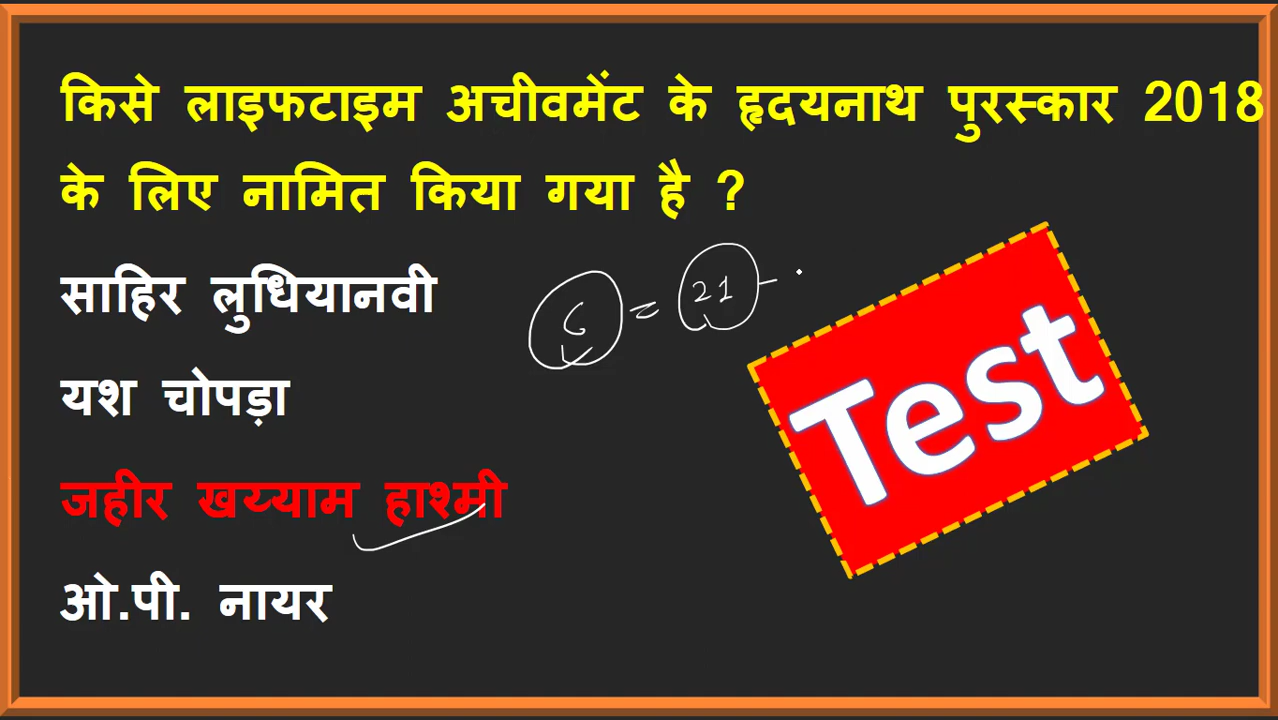 किसे लाइफटाइम अचीवमेंट के हृदयनाथ पुरस्कार 2018
के लिए नामित किया गया है ?
साहिर लुधियानवी
6 = 21 -
यश चोपड़ा
Test
जहीर खय्याम हाश्मी
ओ.पी. नायर